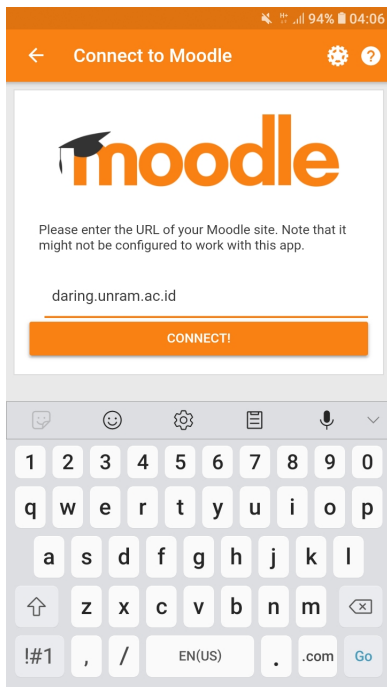 94% 04:06
Connect to Moodle
moodle
Please enter the URL of your Moodle site. Note that it
might not be configured to work with this app.
daring.unram.ac.id
CONNECT!
1 2 3 4 5 6 7 8 9 0
q w e r t y u i o p
a s d f g h j k l
z x c v b n m
!#1 , / EN(US) . .com Go